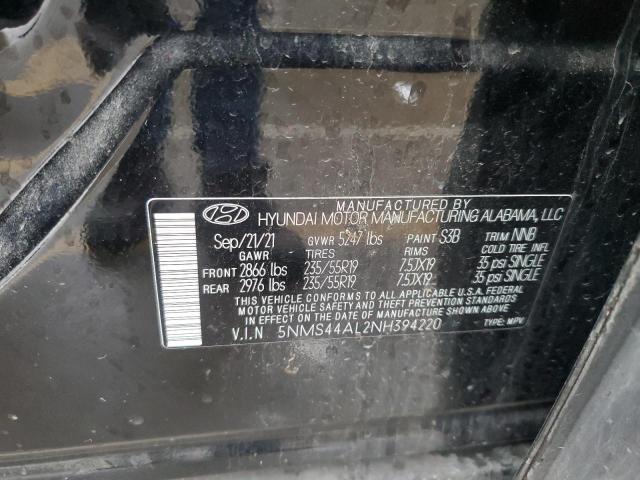 MANUFACTURED BY
HYUNDAI MOTOR MANUFACTURING ALABAMA, LLC
Sep/21/21 GVWR 5247 lbs PAINT S3B TRIM NNB
GAWR TIRES RIMS COLD TIRE INFL
FRONT 2866 lbs 235/55R19 7.5JX19 35 psi SINGLE
REAR 2976 lbs 235/55R19 7.5JX19 35 psi SINGLE
THIS VEHICLE CONFORMS TO ALL APPLICABLE U.S.A. FEDERAL
MOTOR VEHICLE SAFETY AND BUMPER STANDARDS IN
EFFECT ON THE DATE OF MANUFACTURE SHOWN ABOVE.
V.I.N 5NMS44AL2NH394220 TYPE: MPV